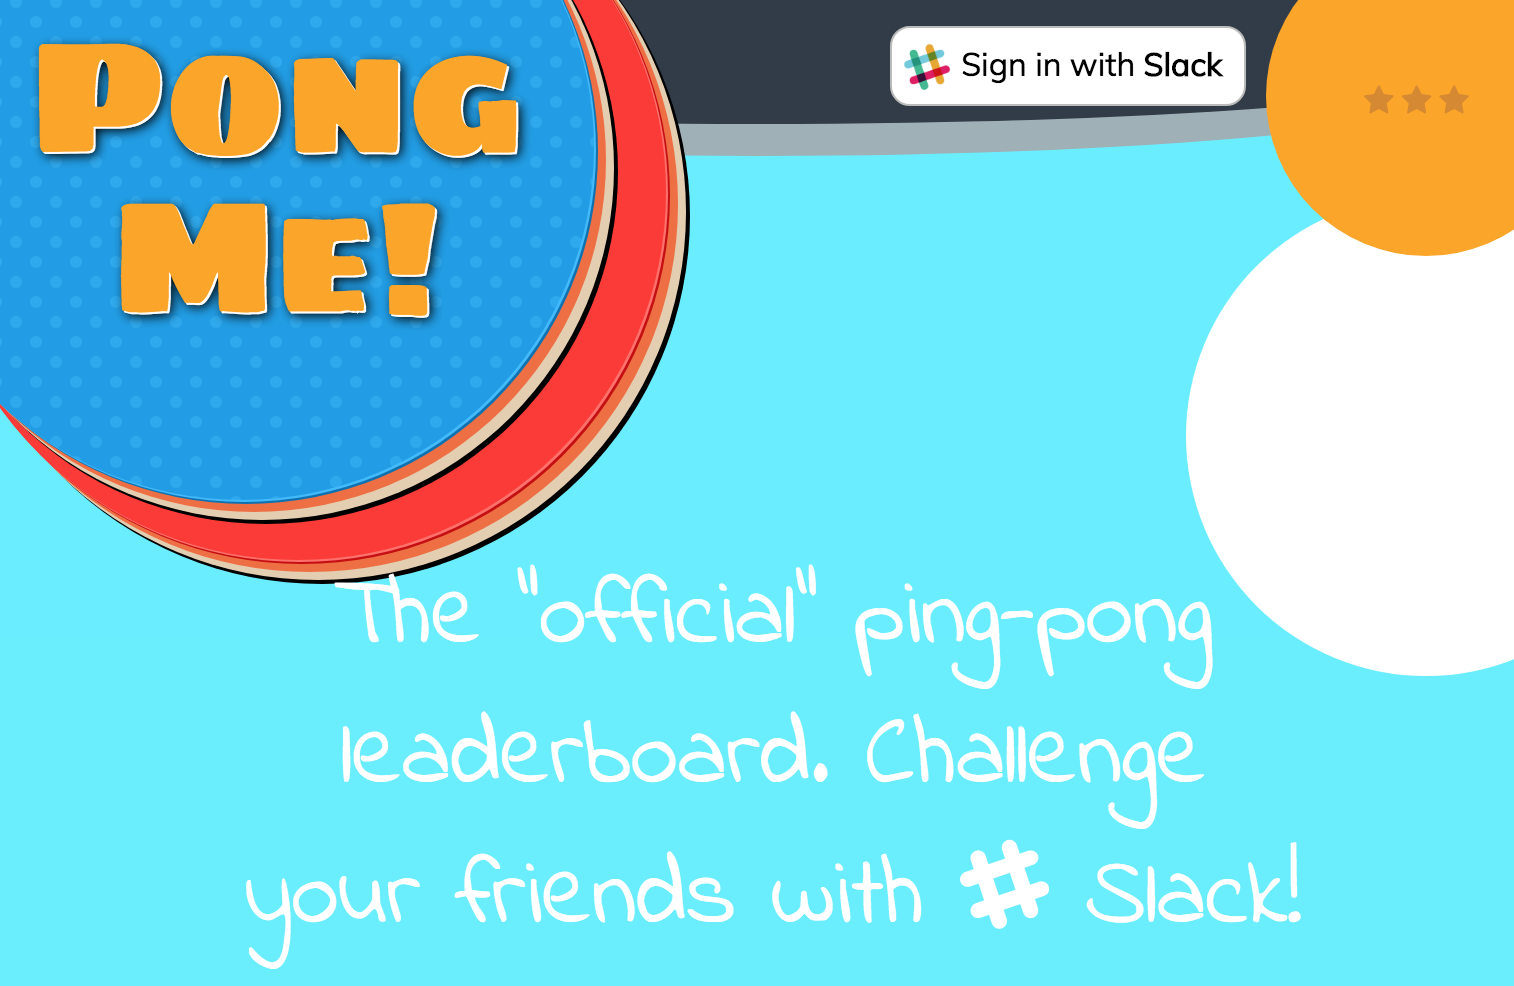 PONG
ME!
Sign in with Slack
The "official" ping-pong
leaderboard. Challenge
your friends with Slack!